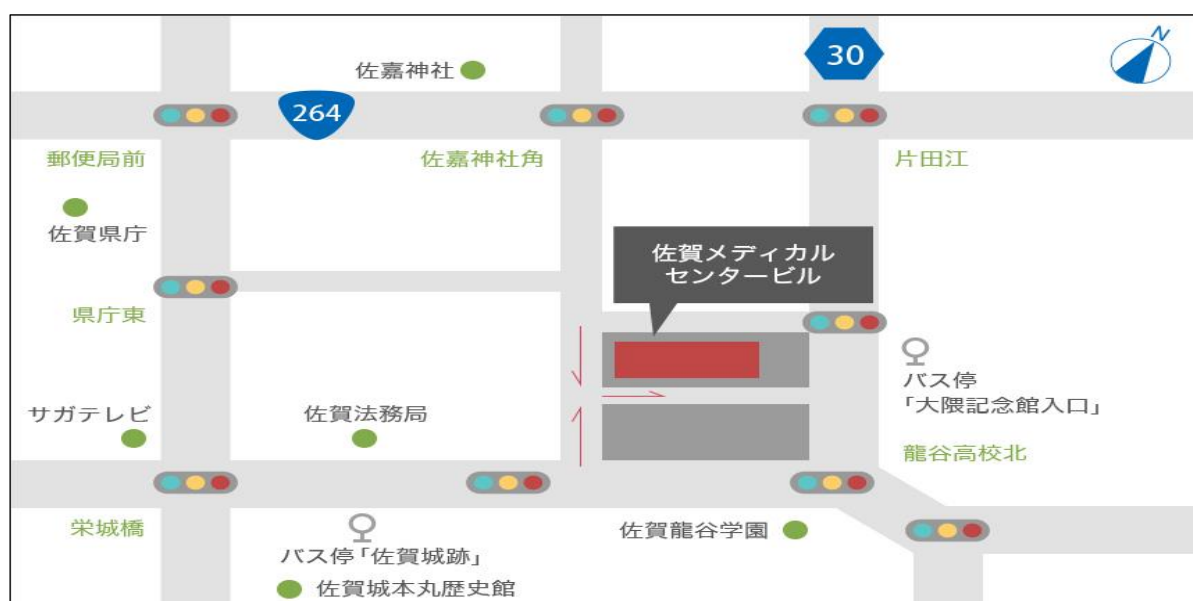 N
30
佐嘉神社
264
郵便局前
佐嘉神社角
片田江
佐賀県庁
佐賀メディカル
センタービル
県庁東
バス停
「大隈記念館入口」
サガテレビ
佐賀法務局
龍谷高校北
栄城橋
バス停「佐賀城跡」
佐賀龍谷学園
佐賀城本丸歴史館